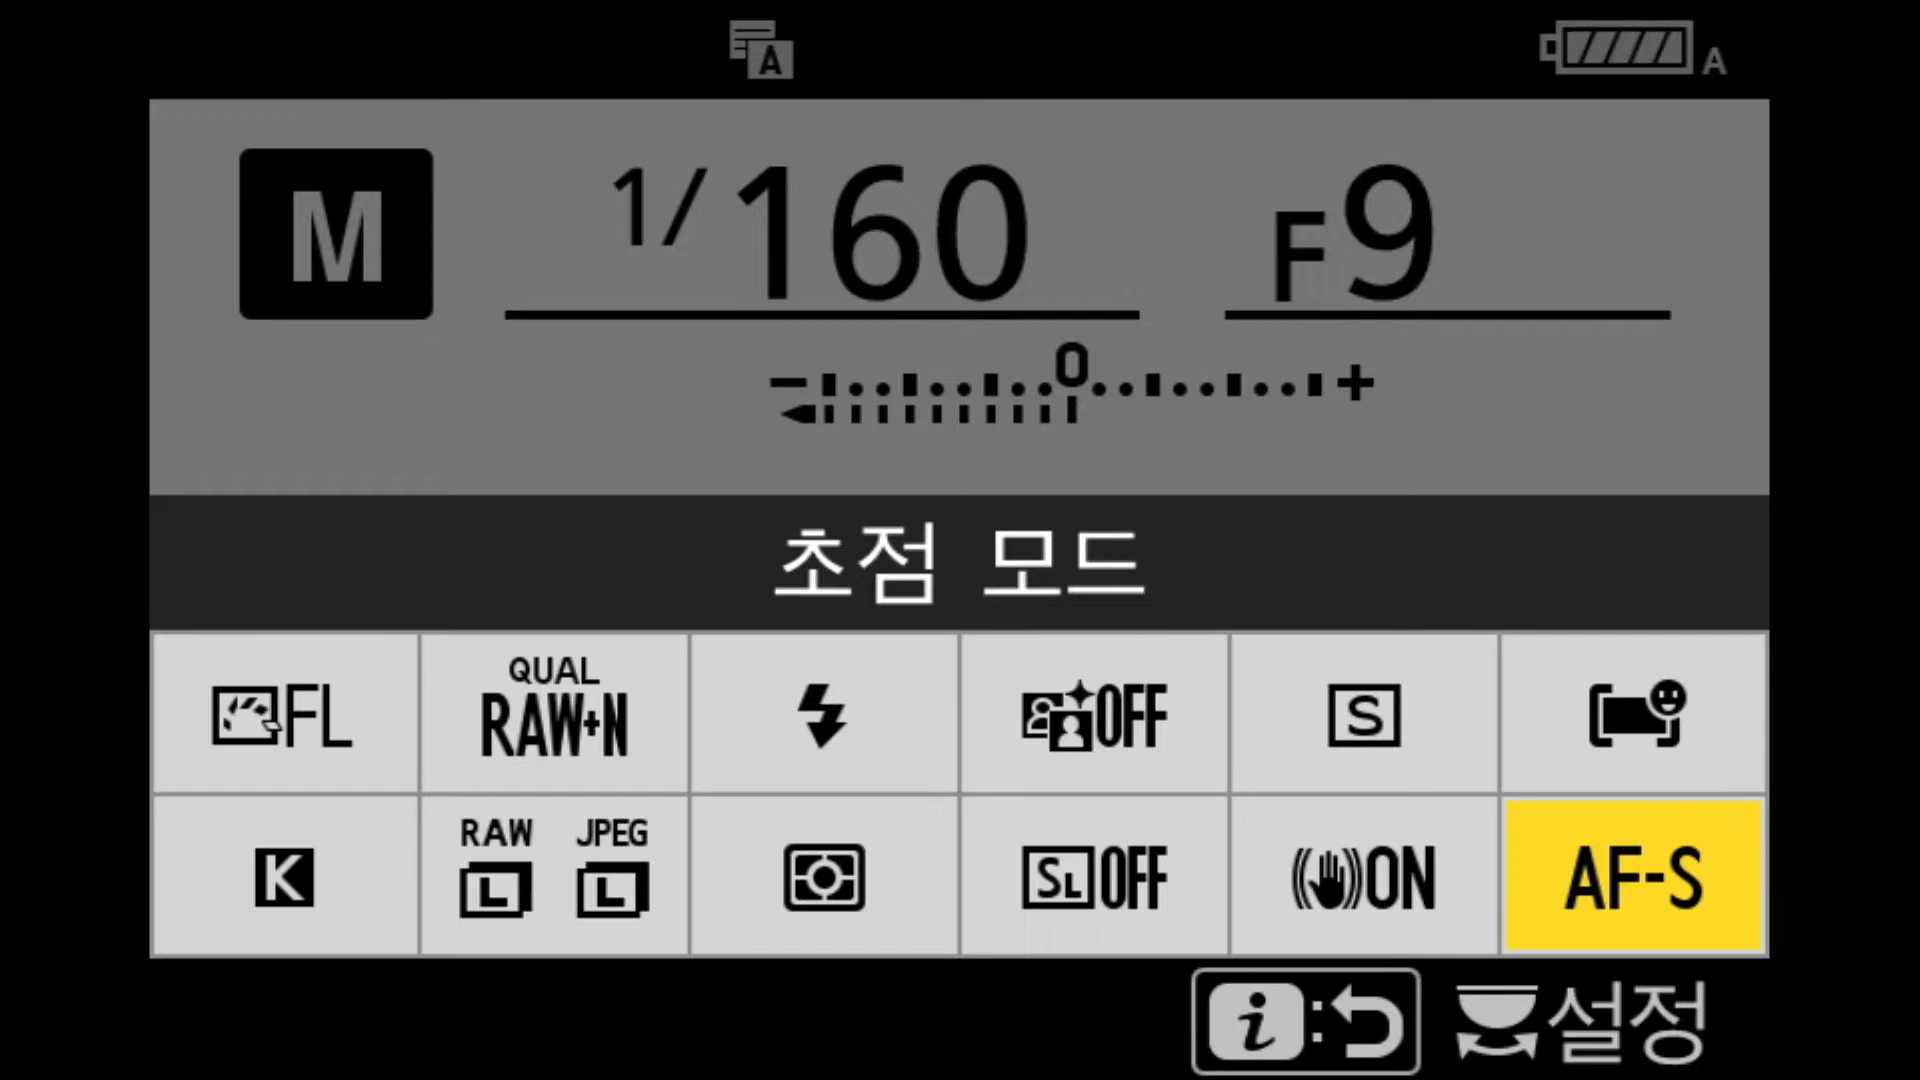 A
A
M 1/160 F9
- 0 +
초점 모드
FL QUAL RAW+N OFF S
K RAW L JPEG L SL OFF ON AF-S
i: 설정